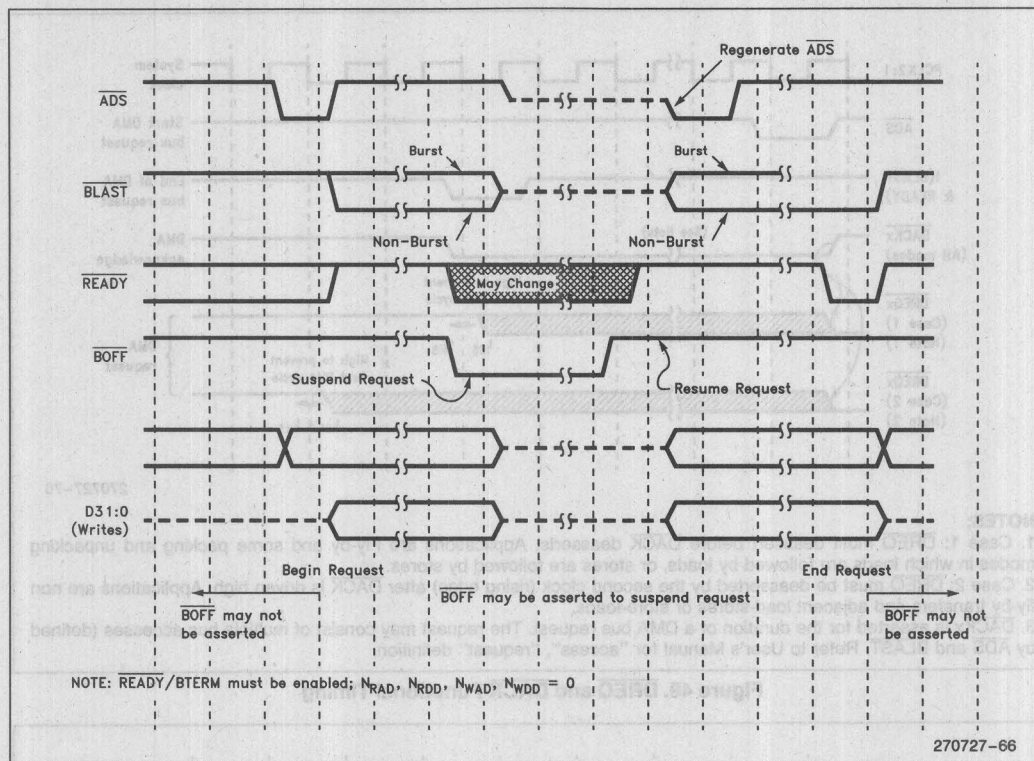 Regenerate ADS
ADS
Burst
Burst
BLAST
Non-Burst
Non-Burst
READY
May Change
BOFF
Suspend Request
Resume Request
D31:0
(Writes)
Begin Request
End Request
BOFF may not
be asserted
BOFF may be asserted to suspend request
BOFF may not
be asserted
NOTE: READY/BTERM must be enabled; NRAD, NRDD, NWAD, NWDD = 0
270727-66